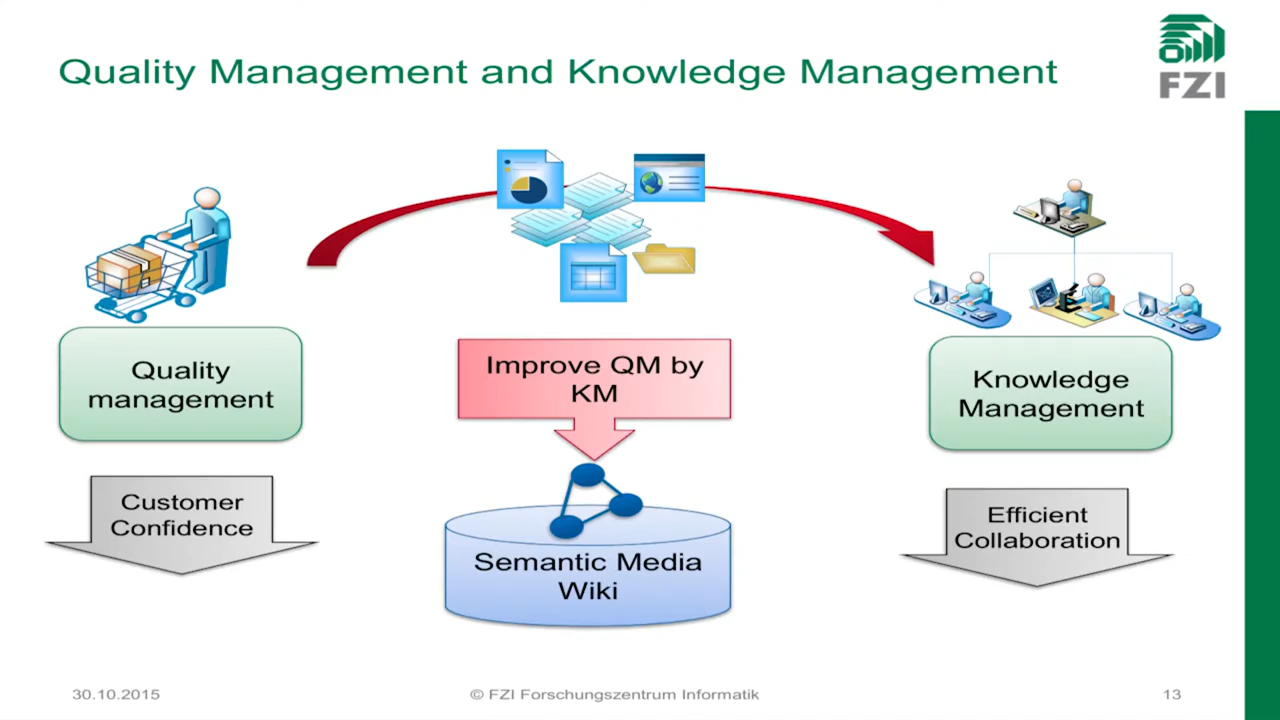 Quality Management and Knowledge Management
FZI
Quality
management
Improve QM by
KM
Knowledge
Management
Customer
Confidence
Semantic Media
Wiki
Efficient
Collaboration
30.10.2015
© FZI Forschungszentrum Informatik
13